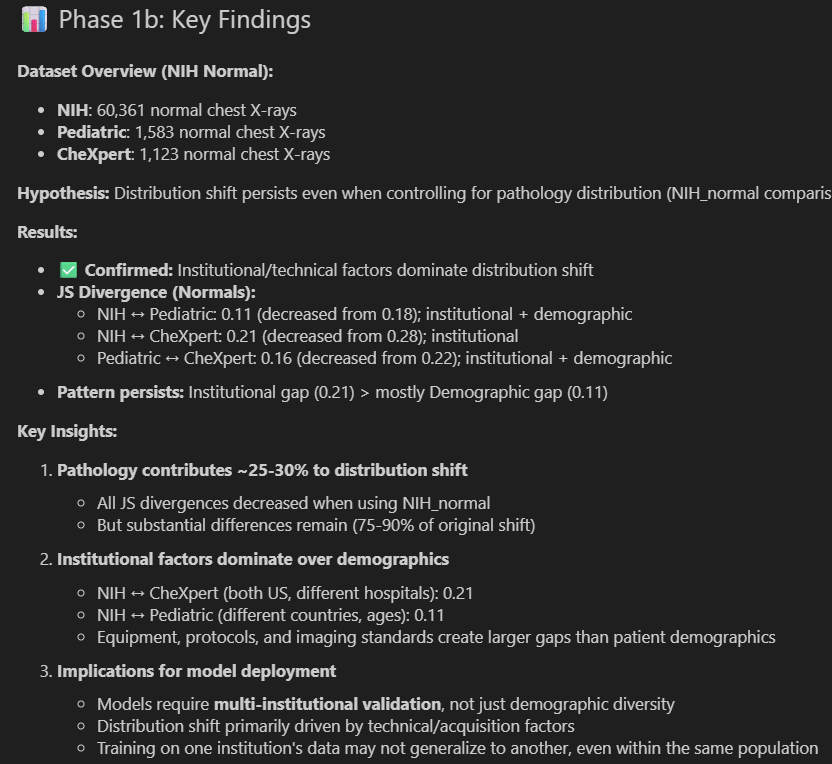 Phase 1b: Key Findings
Dataset Overview (NIH Normal):
NIH: 60,361 normal chest X-rays
Pediatric: 1,583 normal chest X-rays
CheXpert: 1,123 normal chest X-rays
Hypothesis: Distribution shift persists even when controlling for pathology distribution (NIH_normal comparis
Results:
✅ Confirmed: Institutional/technical factors dominate distribution shift
JS Divergence (Normals):
NIH ↔ Pediatric: 0.11 (decreased from 0.18); institutional + demographic
NIH ↔ CheXpert: 0.21 (decreased from 0.28); institutional
Pediatric ↔ CheXpert: 0.16 (decreased from 0.22); institutional + demographic
Pattern persists: Institutional gap (0.21) > mostly Demographic gap (0.11)
Key Insights:
1. Pathology contributes ~25-30% to distribution shift
All JS divergences decreased when using NIH_normal
But substantial differences remain (75-90% of original shift)
2. Institutional factors dominate over demographics
NIH ↔ CheXpert (both US, different hospitals): 0.21
NIH ↔ Pediatric (different countries, ages): 0.11
Equipment, protocols, and imaging standards create larger gaps than patient demographics
3. Implications for model deployment
Models require multi-institutional validation, not just demographic diversity
Distribution shift primarily driven by technical/acquisition factors
Training on one institution's data may not generalize to another, even within the same population